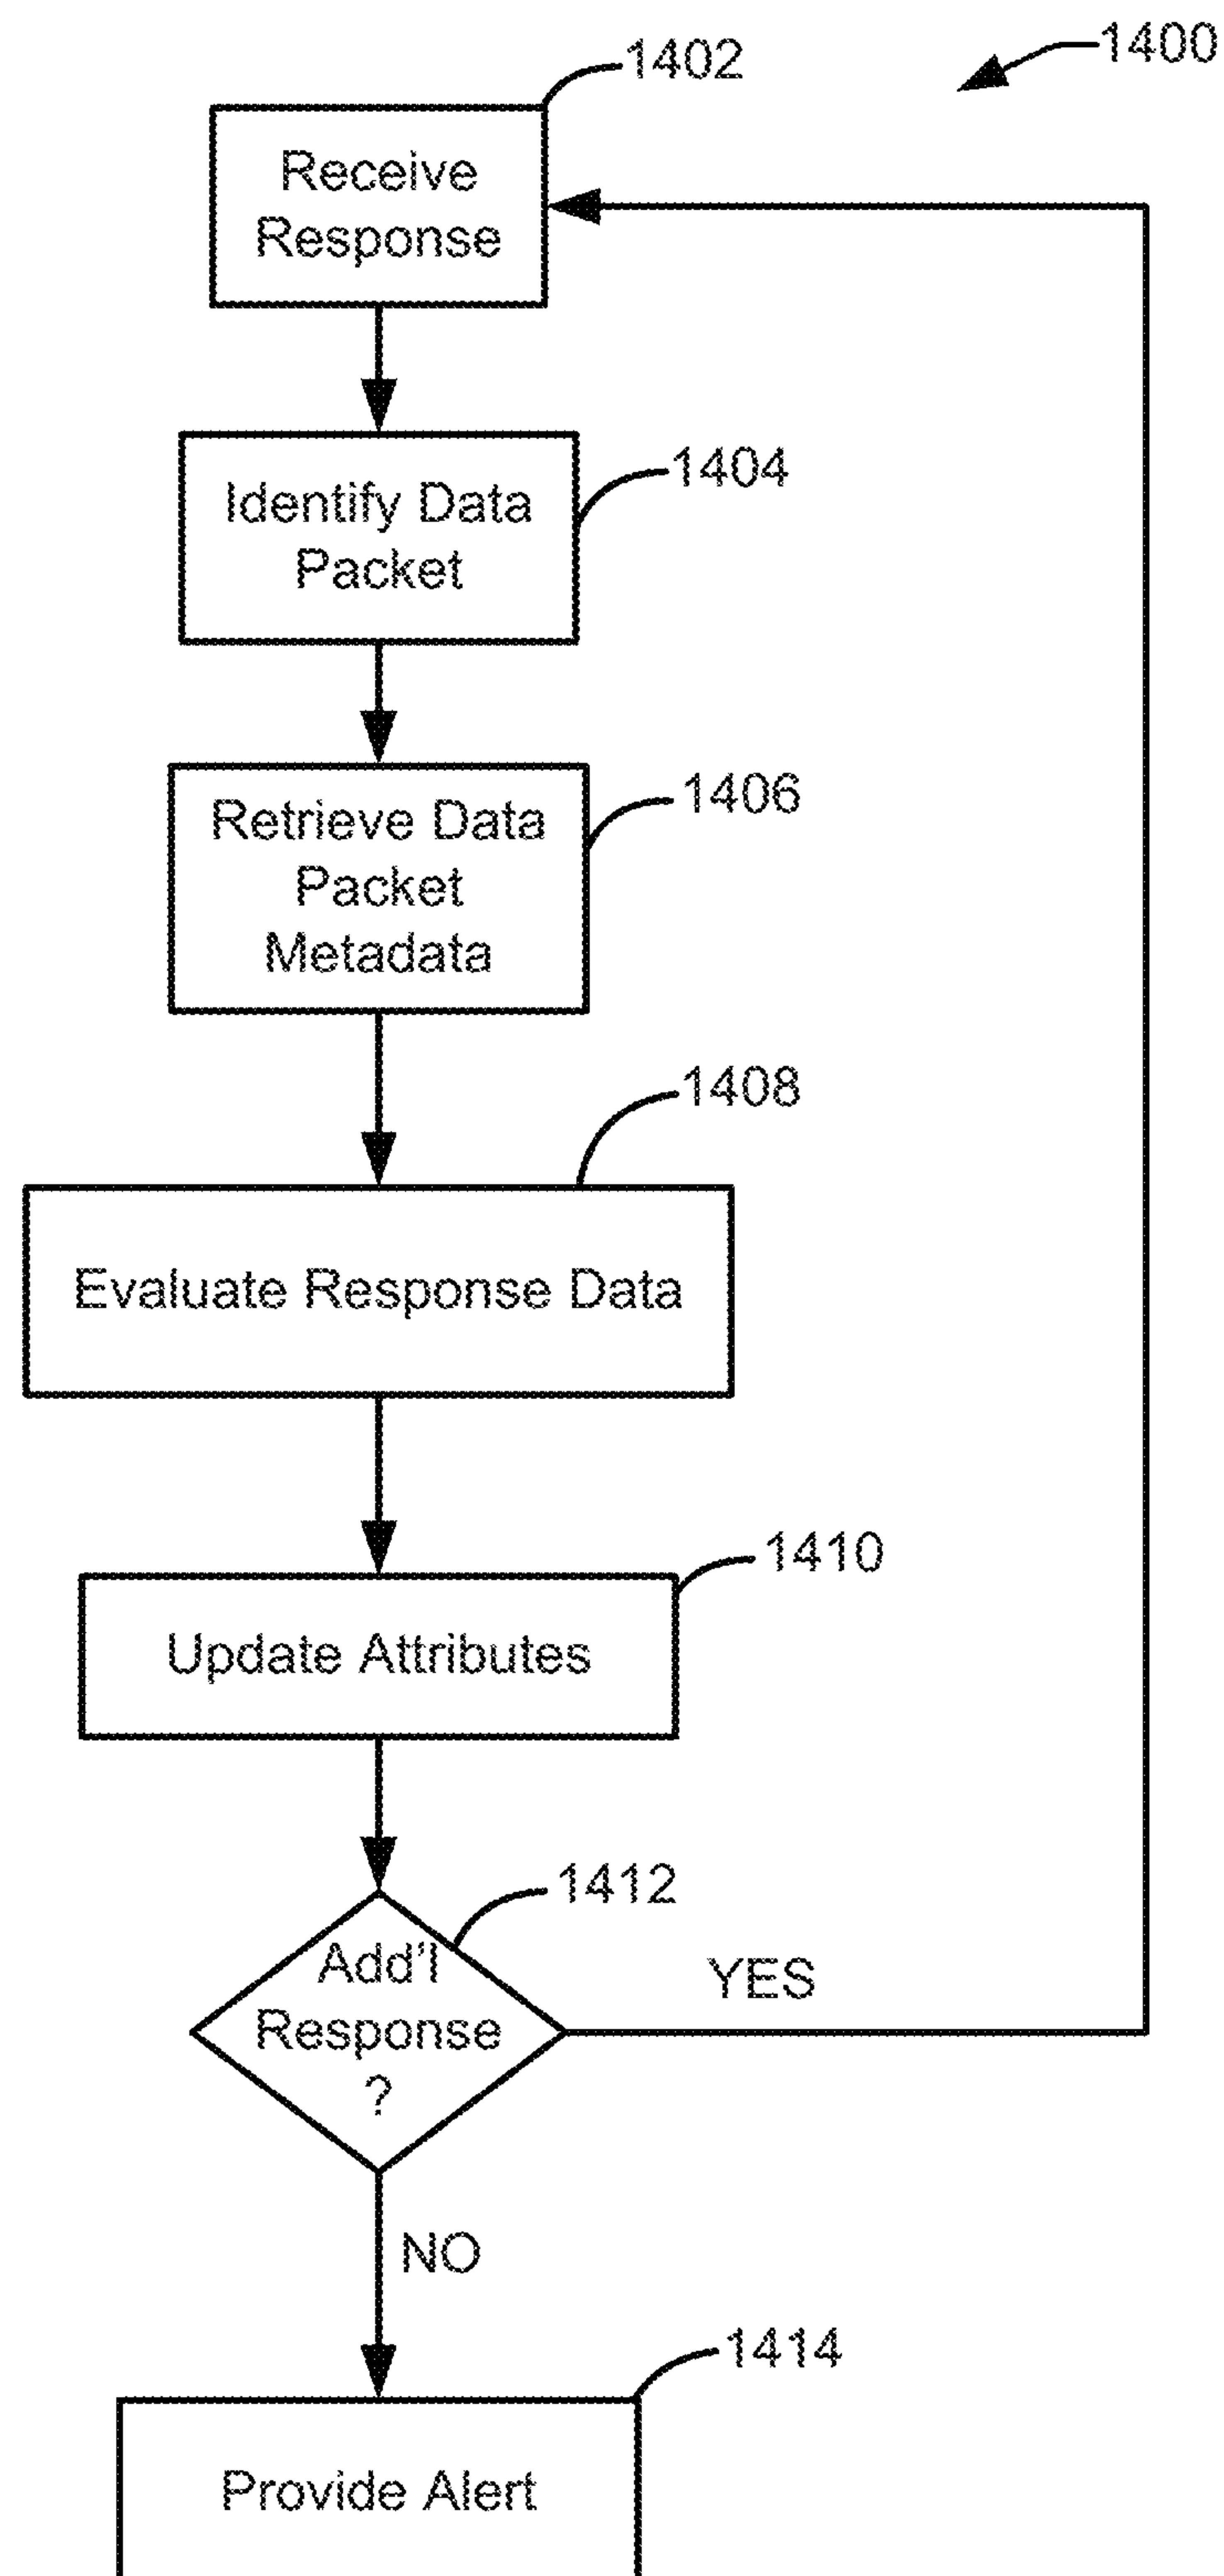 1400
1402
Receive
Response
1404
Identify Data
Packet
1406
Retrieve Data
Packet
Metadata
1408
Evaluate Response Data
1410
Update Attributes
1412
Add'l
Response
?
YES
NO
1414
Provide Alert